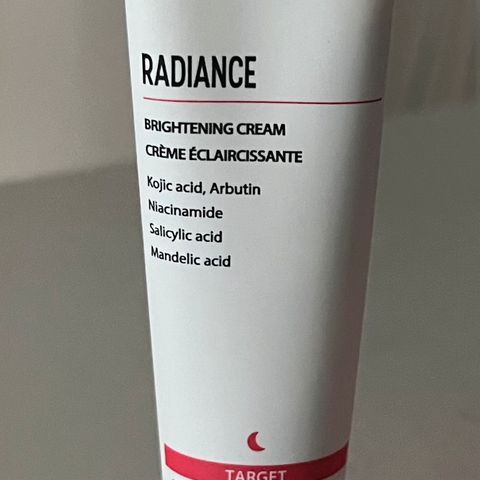 RADIANCE
BRIGHTENING CREAM
CRÈME ÉCLAIRCISSANTE
Kojic acid, Arbutin
Niacinamide
Salicylic acid
Mandelic acid
TARGET